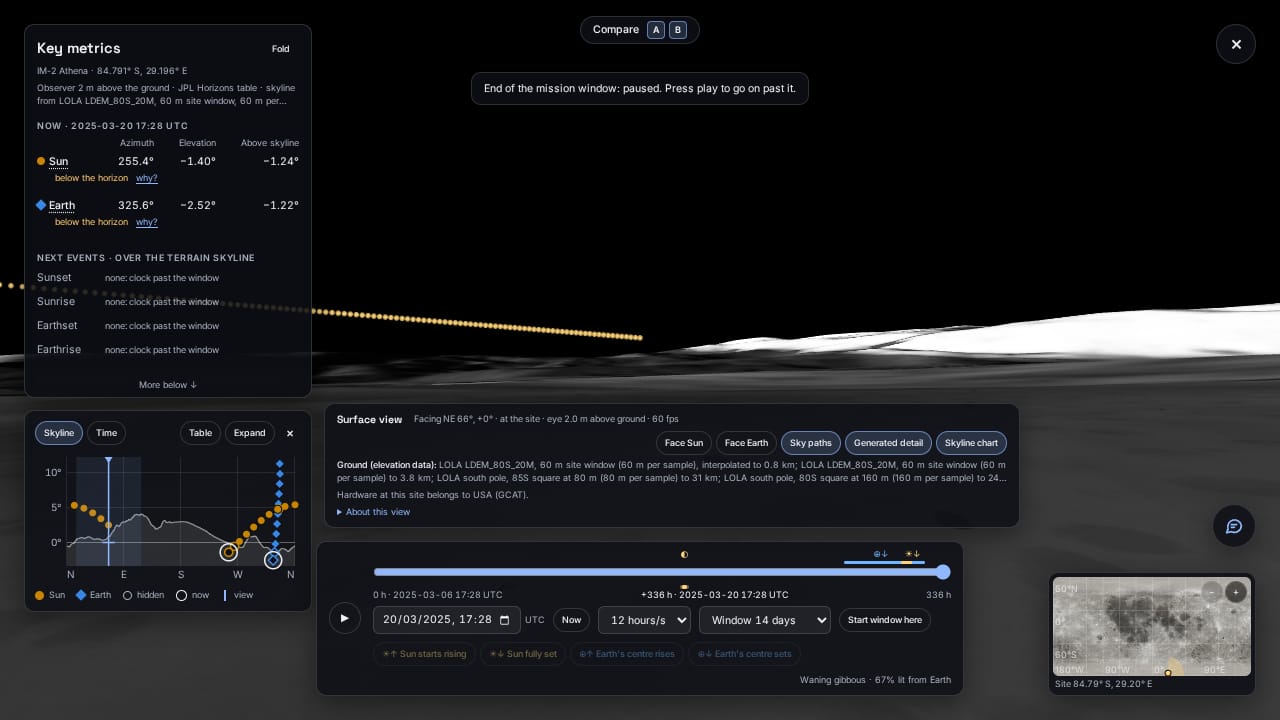 Compare A B
×
Key metrics Fold
IM-2 Athena · 84.791° S, 29.196° E
Observer 2 m above the ground · JPL Horizons table · skyline
from LOLA LDEM_80S_20M, 60 m site window, 60 m per...
NOW · 2025-03-20 17:28 UTC
Azimuth Elevation Above skyline
Sun 255.4° −1.40° −1.24°
below the horizon why?
Earth 325.6° −2.52° −1.22°
below the horizon why?
NEXT EVENTS · OVER THE TERRAIN SKYLINE
Sunset none: clock past the window
Sunrise none: clock past the window
Earthset none: clock past the window
Earthrise none: clock past the window
More below ↓
End of the mission window: paused. Press play to go on past it.
Skyline Time Table Expand ×
10°
5°
0°
N E S W N
Sun Earth hidden now view
Surface view Facing NE 66°, +0° · at the site · eye 2.0 m above ground · 60 fps
Face Sun Face Earth Sky paths Generated detail Skyline chart
Ground (elevation data): LOLA LDEM_80S_20M, 60 m site window (60 m per sample), interpolated to 0.8 km; LOLA LDEM_80S_20M, 60 m site window (60 m
per sample) to 3.8 km; LOLA south pole, 85S square at 80 m (80 m per sample) to 31 km; LOLA south pole, 80S square at 160 m (160 m per sample) to 24...
Hardware at this site belongs to USA (GCAT).
▸ About this view
0 h · 2025-03-06 17:28 UTC +336 h · 2025-03-20 17:28 UTC 336 h
20/03/2025, 17:28 UTC Now 12 hours/s Window 14 days Start window here
☀↑ Sun starts rising ☀↓ Sun fully set ⊕↑ Earth's centre rises ⊕↓ Earth's centre sets
Waning gibbous · 67% lit from Earth
60°N − +
0°
60°S
180°W 90°W 0° 90°E
Site 84.79° S, 29.20° E